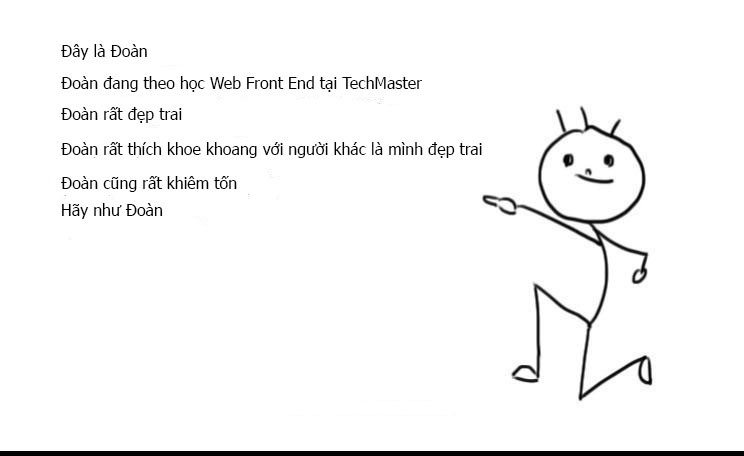 Đây là Đoàn
Đoàn đang theo học Web Front End tại TechMaster
Đoàn rất đẹp trai
Đoàn rất thích khoe khoang với người khác là mình đẹp trai
Đoàn cũng rất khiêm tốn
Hãy như Đoàn